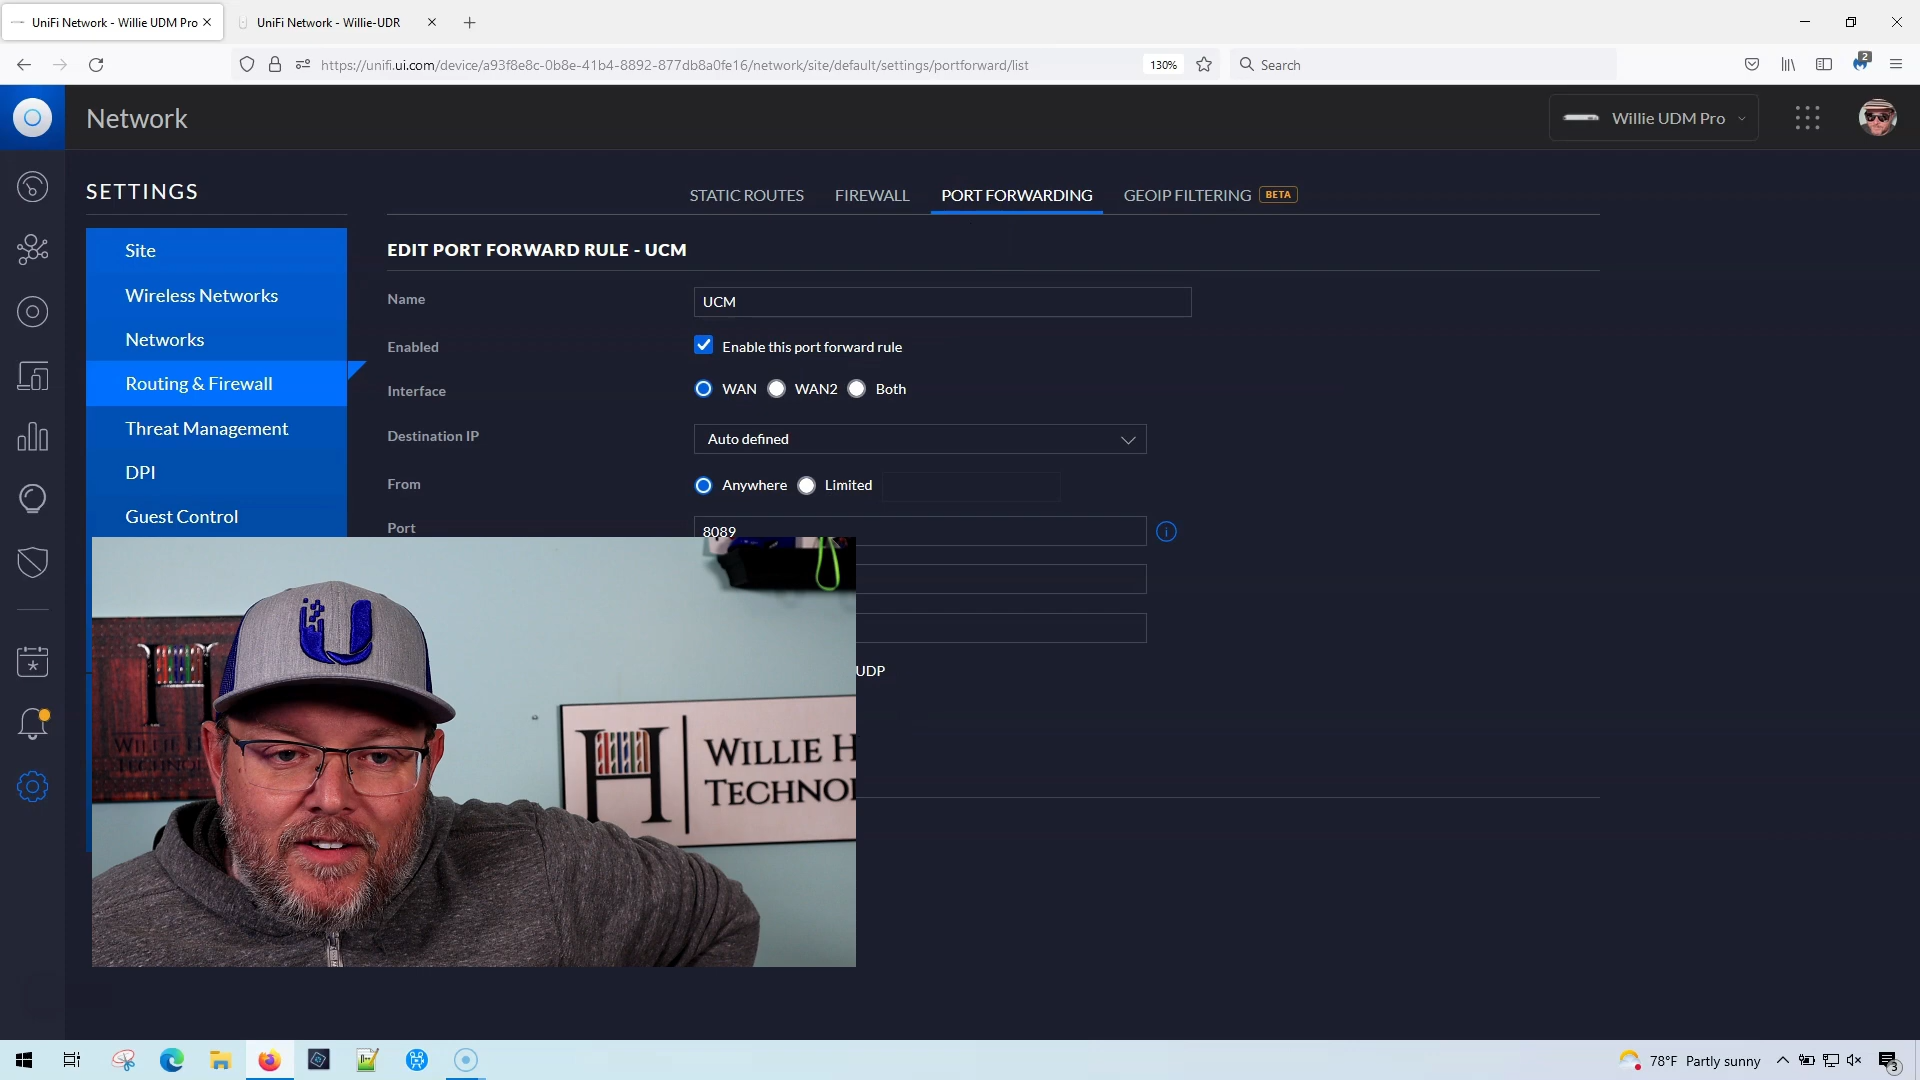 UniFi Network - Willie UDM Pro
UniFi Network - Willie-UDR
https://unifi.ui.com/device/a93f8e8c-0b8e-41b4-8892-877db8a0fe16/network/site/default/settings/portforward/list
130%
Search
2
Network
Willie UDM Pro
SETTINGS
STATIC ROUTES
FIREWALL
PORT FORWARDING
GEOIP FILTERING
BETA
Site
Wireless Networks
Networks
Routing & Firewall
Threat Management
DPI
Guest Control
EDIT PORT FORWARD RULE - UCM
Name
UCM
Enabled
Enable this port forward rule
Interface
WAN
WAN2
Both
Destination IP
Auto defined
From
Anywhere
Limited
Port
8089
UDP
U
WILLIE H
TECHNOL
H
WILLIE H
TECHNO
78°F Partly sunny
3